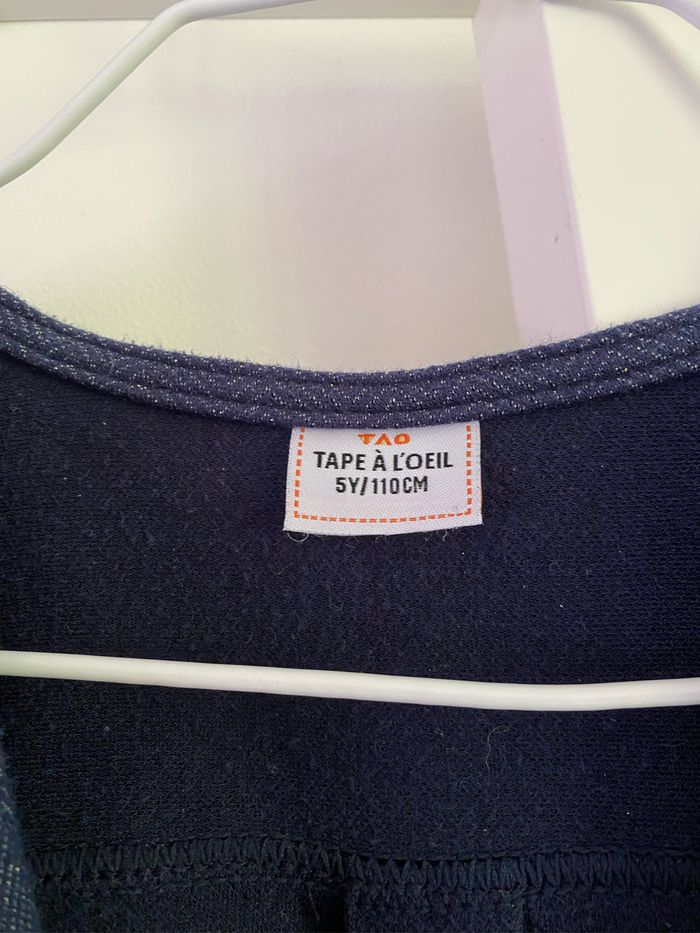 TAO
TAPE À L'OEIL
5Y/110CM